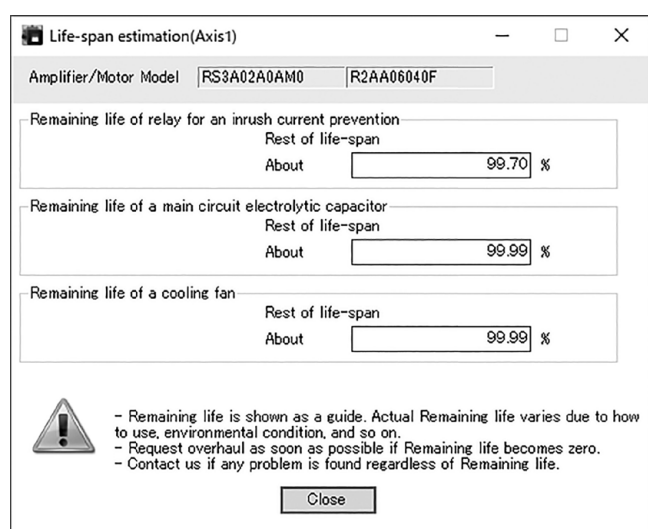 Life-span estimation(Axis1)
Amplifier/Motor Model RS3A02A0AM0 R2AA06040F
Remaining life of relay for an inrush current prevention
Rest of life-span
About 99.70 %
Remaining life of a main circuit electrolytic capacitor
Rest of life-span
About 99.99 %
Remaining life of a cooling fan
Rest of life-span
About 99.99 %
- Remaining life is shown as a guide. Actual Remaining life varies due to how
to use, environmental condition, and so on.
- Request overhaul as soon as possible if Remaining life becomes zero.
- Contact us if any problem is found regardless of Remaining life.
Close